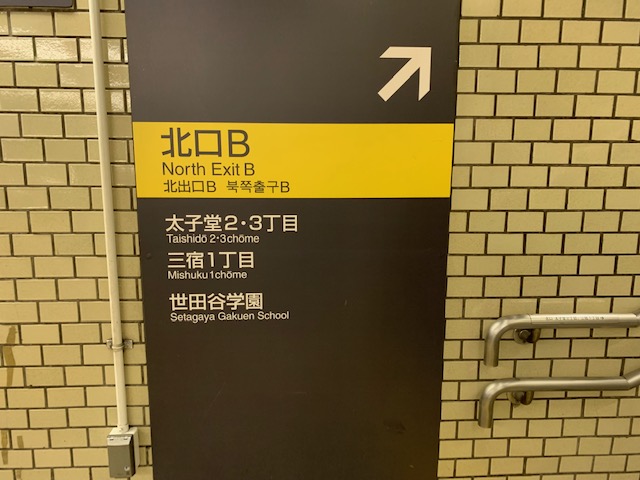 北口B
North Exit B
北出口B 북쪽출구B
太子堂2・3丁目
Taishidō 2・3chōme
三宿1丁目
Mishuku 1chōme
世田谷学園
Setagaya Gakuen School